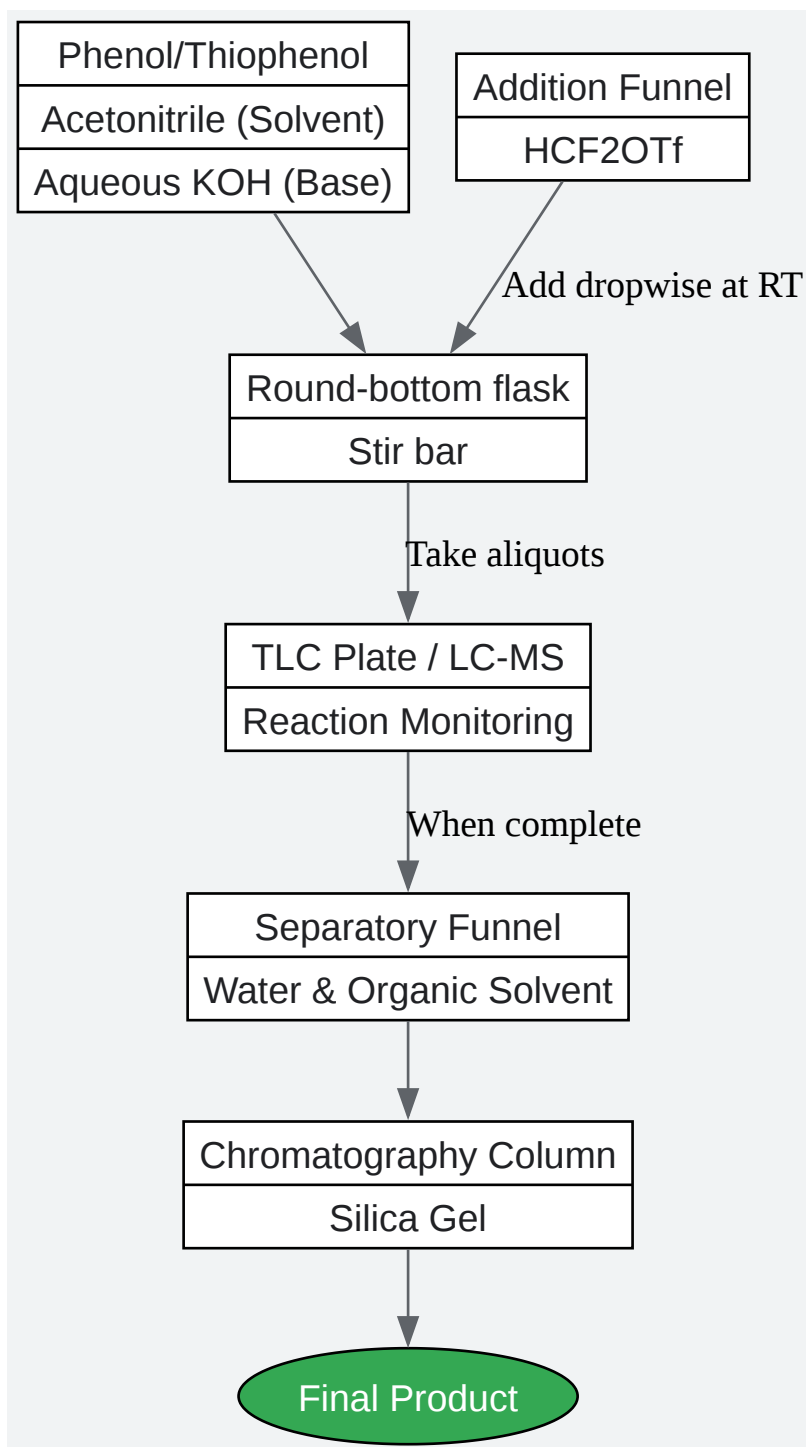 Phenol/Thiophenol
Acetonitrile (Solvent)
Aqueous KOH (Base)
Addition Funnel
HCF2OTf
Add dropwise at RT
Round-bottom flask
Stir bar
Take aliquots
TLC Plate / LC-MS
Reaction Monitoring
When complete
Separatory Funnel
Water & Organic Solvent
Chromatography Column
Silica Gel
Final Product